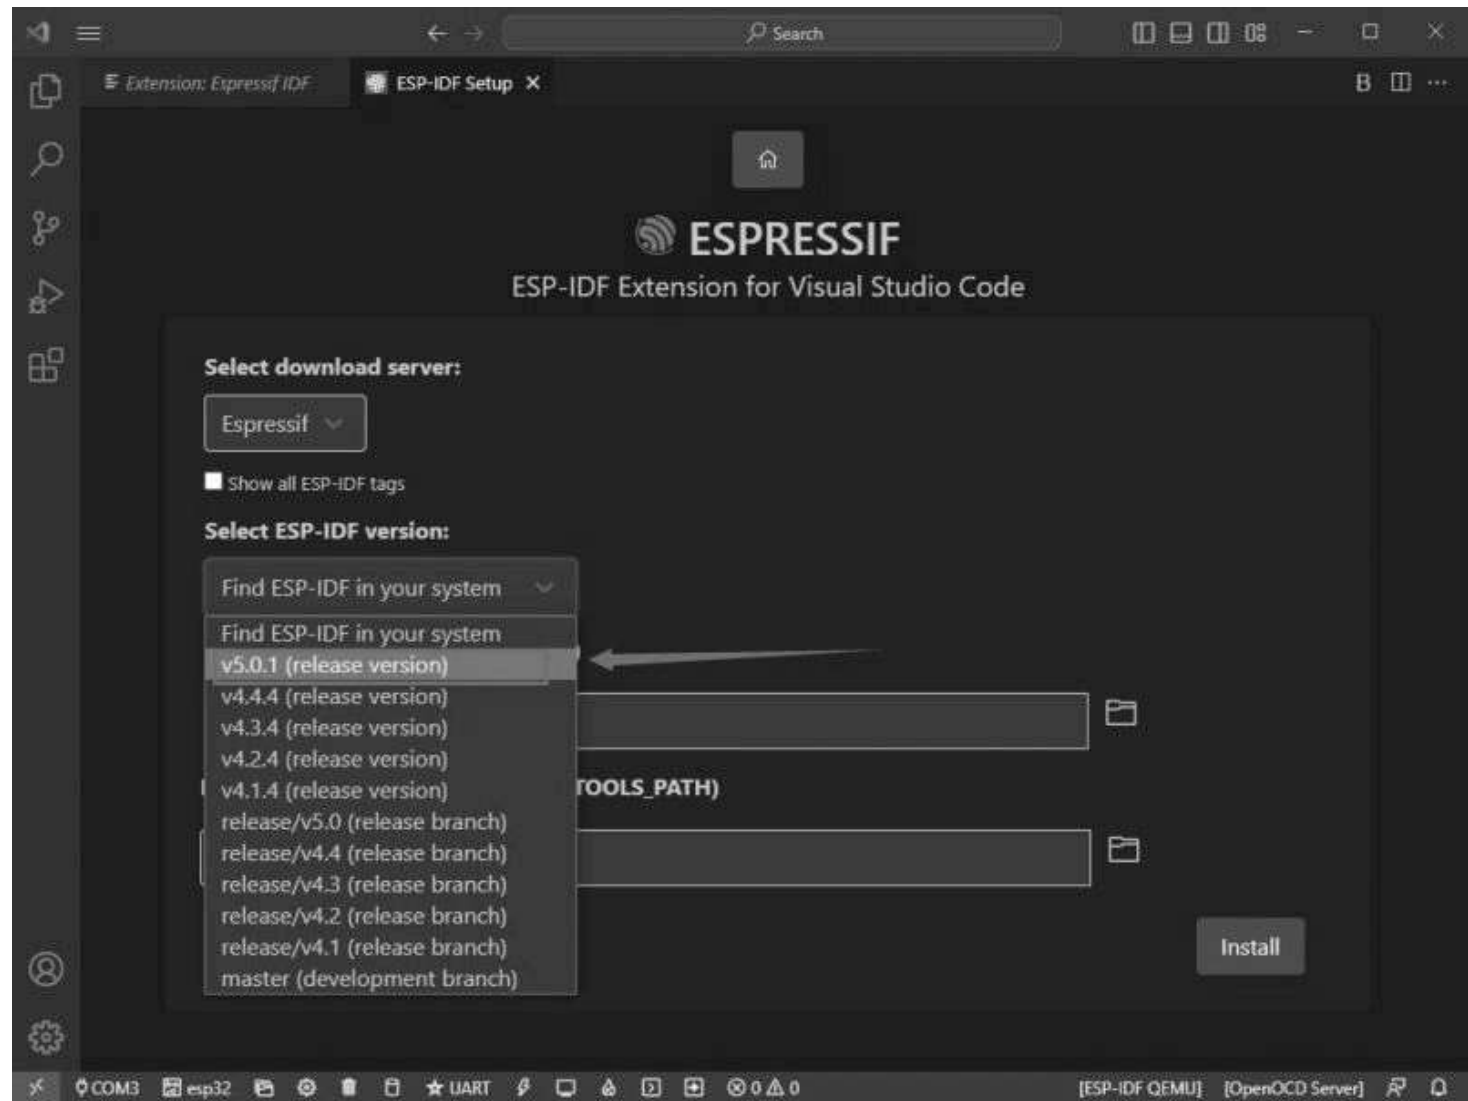 Search
Extension: Espressif IDF
ESP-IDF Setup
ESPRESSIF
ESP-IDF Extension for Visual Studio Code
Select download server:
Espressif
Show all ESP-IDF tags
Select ESP-IDF version:
Find ESP-IDF in your system
Find ESP-IDF in your system
v5.0.1 (release version)
v4.4.4 (release version)
v4.3.4 (release version)
v4.2.4 (release version)
v4.1.4 (release version)
TOOLS_PATH)
release/v5.0 (release branch)
release/v4.4 (release branch)
release/v4.3 (release branch)
release/v4.2 (release branch)
release/v4.1 (release branch)
Install
master (development branch)
COM3 esp32 UART 0 0 [ESP-IDF QEMU] [OpenOCD Server]